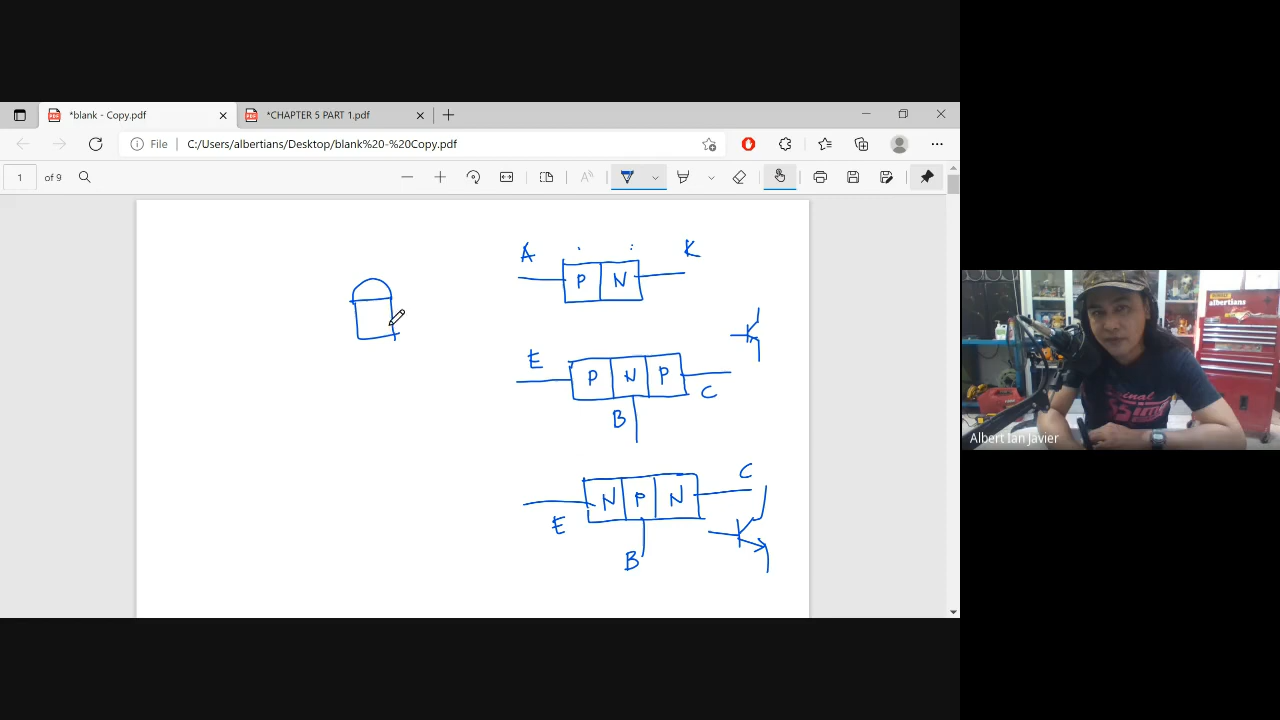 *blank - Copy.pdf
*CHAPTER 5 PART 1.pdf
File
C:/Users/albertians/Desktop/blank%20-%20Copy.pdf
1 of 9
A K
P N
E
P N P
C
B
C
N P N
E
B
albertians
Albert Ian Javier